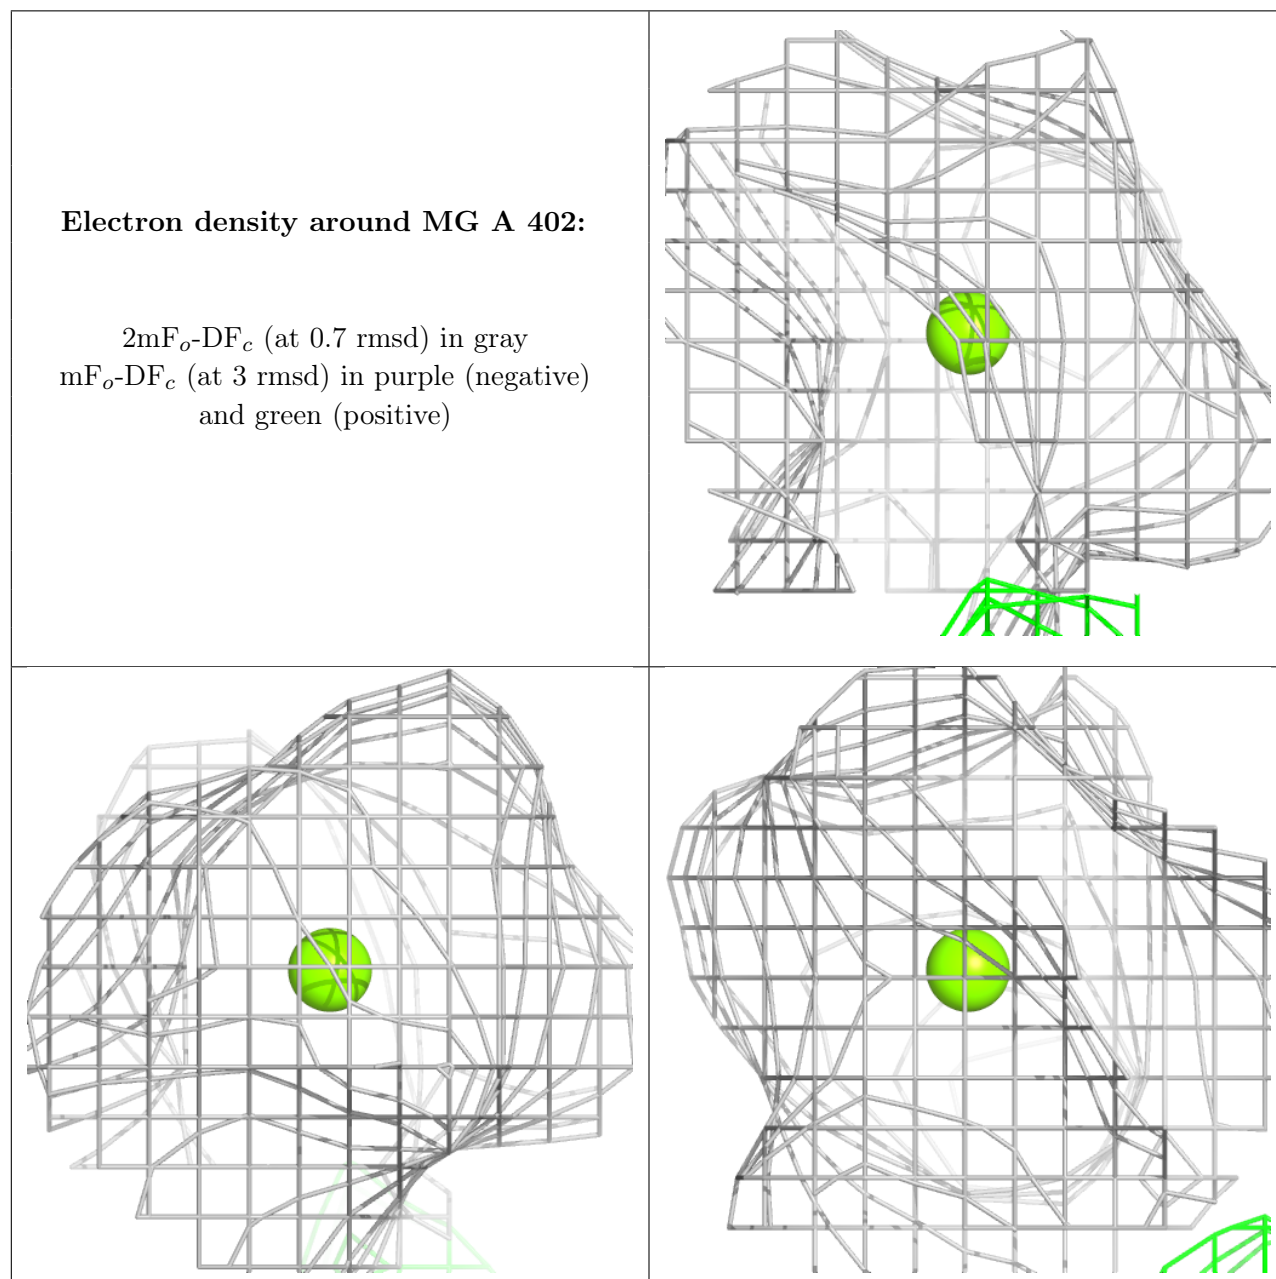 Electron density around MG A 402:
2mFo-DFc (at 0.7 rmsd) in gray
mFo-DFc (at 3 rmsd) in purple (negative)
and green (positive)